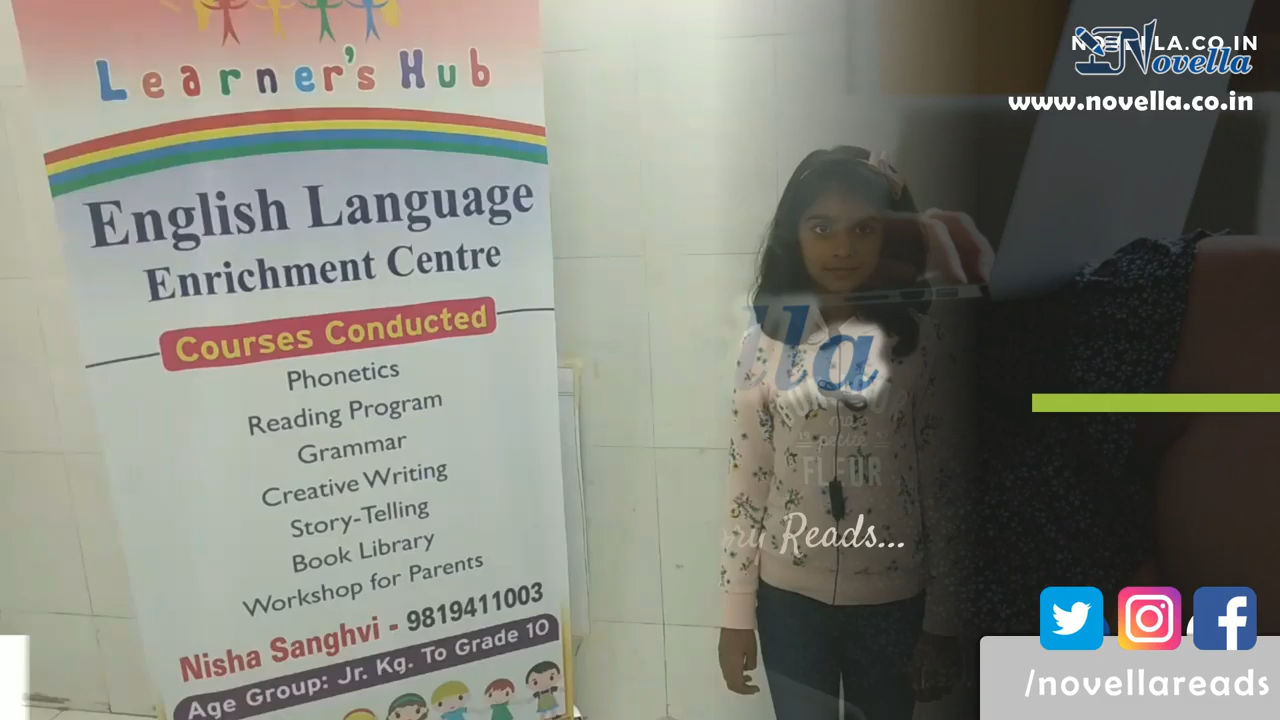 Learner's Hub
English Language
Enrichment Centre
Courses Conducted
Phonetics
Reading Program
Grammar
Creative Writing
Story-Telling
Book Library
Workshop for Parents
Nisha Sanghvi - 9819411003
Age Group: Jr. Kg. To Grade 10
NOVELLA.CO.IN
Novella
www.novella.co.in
lla
petite
FLEUR
Reads...
/novellareads